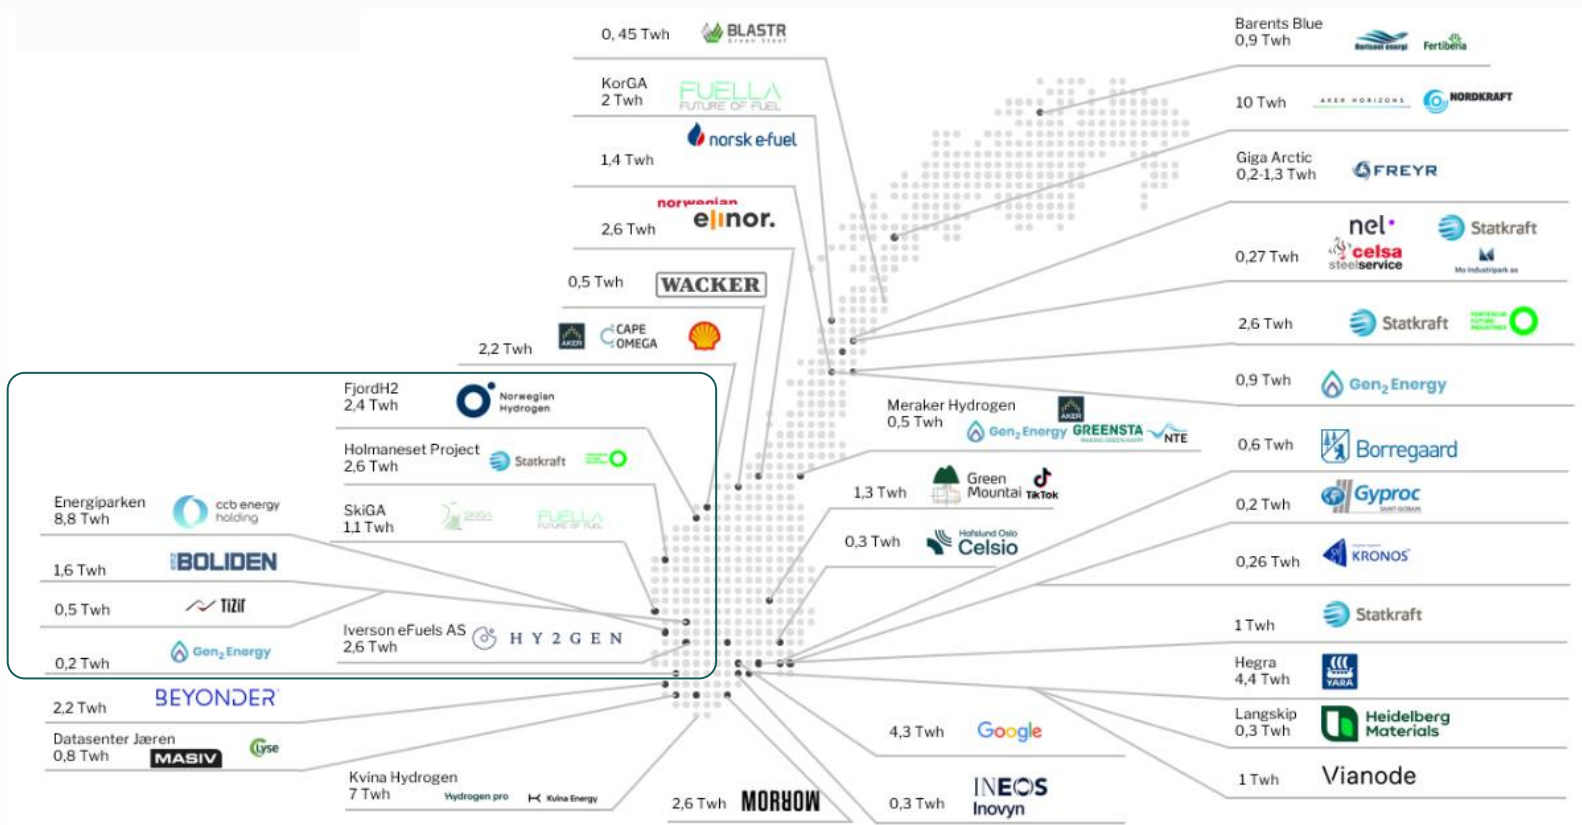 0, 45 Twh
BLASTR
Green Steel
KorGA
2 Twh
FUELLA
FUTURE OF FUEL
norsk e-fuel
1,4 Twh
norwegian
elinor.
2,6 Twh
0,5 Twh
WACKER
AKER
CAPE
OMEGA
2,2 Twh
FjordH2
2,4 Twh
Norwegian
Hydrogen
Holmaneset Project
2,6 Twh
Statkraft
SkiGA
1,1 Twh
SKIGA
FUELLA
FUTURE OF FUEL
Energiparken
8,8 Twh
ccb energy
holding
1,6 Twh
BOLIDEN
0,5 Twh
TiZir
0,2 Twh
Gen2Energy
Iverson eFuels AS
2,6 Twh
HY2GEN
2,2 Twh
BEYONDER
Datasenter Jæren
0,8 Twh
MASIV
Lyse
Kvina Hydrogen
7 Twh
Hydrogen pro
Kvina Energy
2,6 Twh
MORROW
Barents Blue
0,9 Twh
Horisont energi
Fertiberia
10 Twh
AKER HORIZONS
NORDKRAFT
Giga Arctic
0,2-1,3 Twh
FREYR
0,27 Twh
nel
Statkraft
celsa
steelservice
Mo Industripark as
2,6 Twh
Statkraft
FORTESCUE
FUTURE
INDUSTRIES
0,9 Twh
Gen2Energy
Meraker Hydrogen
0,5 Twh
AKER
Gen2Energy
GREENSTA
MAKING GREEN HAPPY
NTE
0,6 Twh
Borregaard
1,3 Twh
Green
Mountai
TikTok
0,2 Twh
Gyproc
SAINT-GOBAIN
0,3 Twh
Hafslund Oslo
Celsio
0,26 Twh
KRONOS
1 Twh
Statkraft
Hegra
4,4 Twh
YARA
Langskip
0,3 Twh
Heidelberg
Materials
4,3 Twh
Google
1 Twh
Vianode
0,3 Twh
INEOS
Inovyn